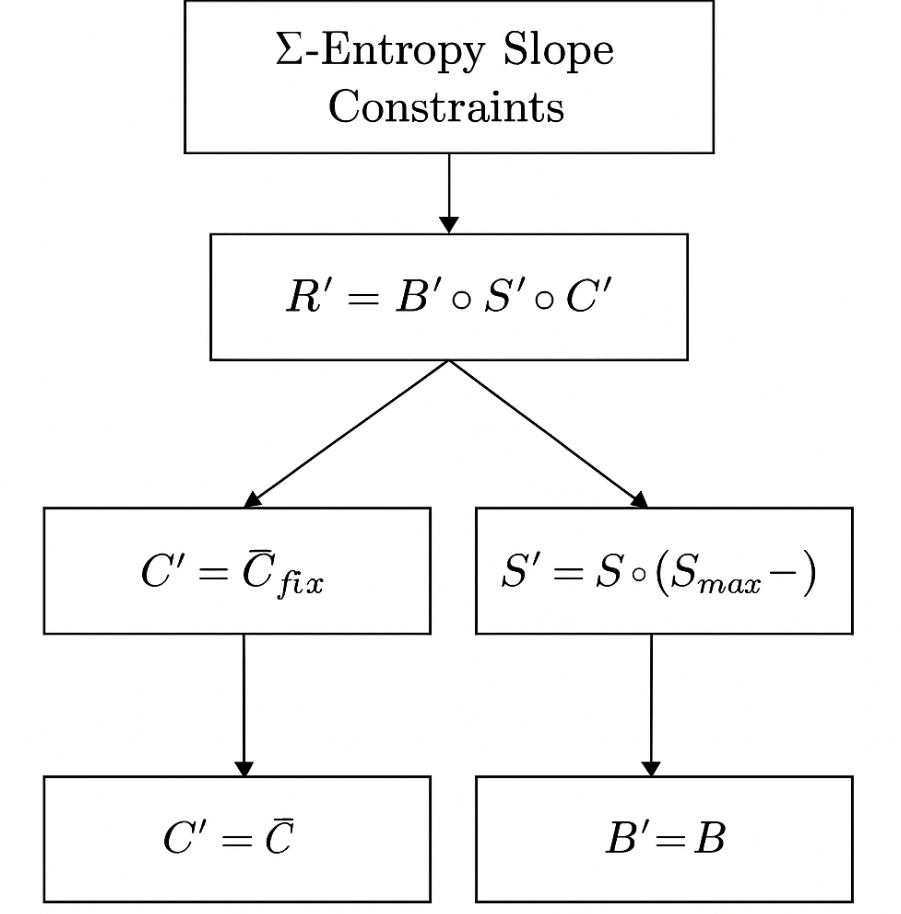 Σ-Entropy Slope
Constraints
R′ = B′ ∘ S′ ∘ C′
C′ = C̄_fix
S′ = S ∘ (S_max −)
C′ = C̄
B′ = B